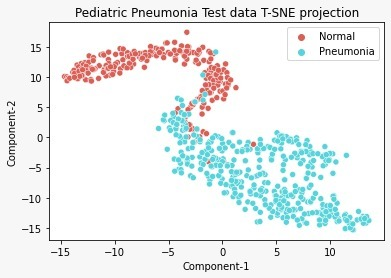 Pediatric Pneumonia Test data T-SNE projection
Normal
Pneumonia
15
10
5
0
−5
−10
−15
Component-2
−15
−10
−5
0
5
10
Component-1